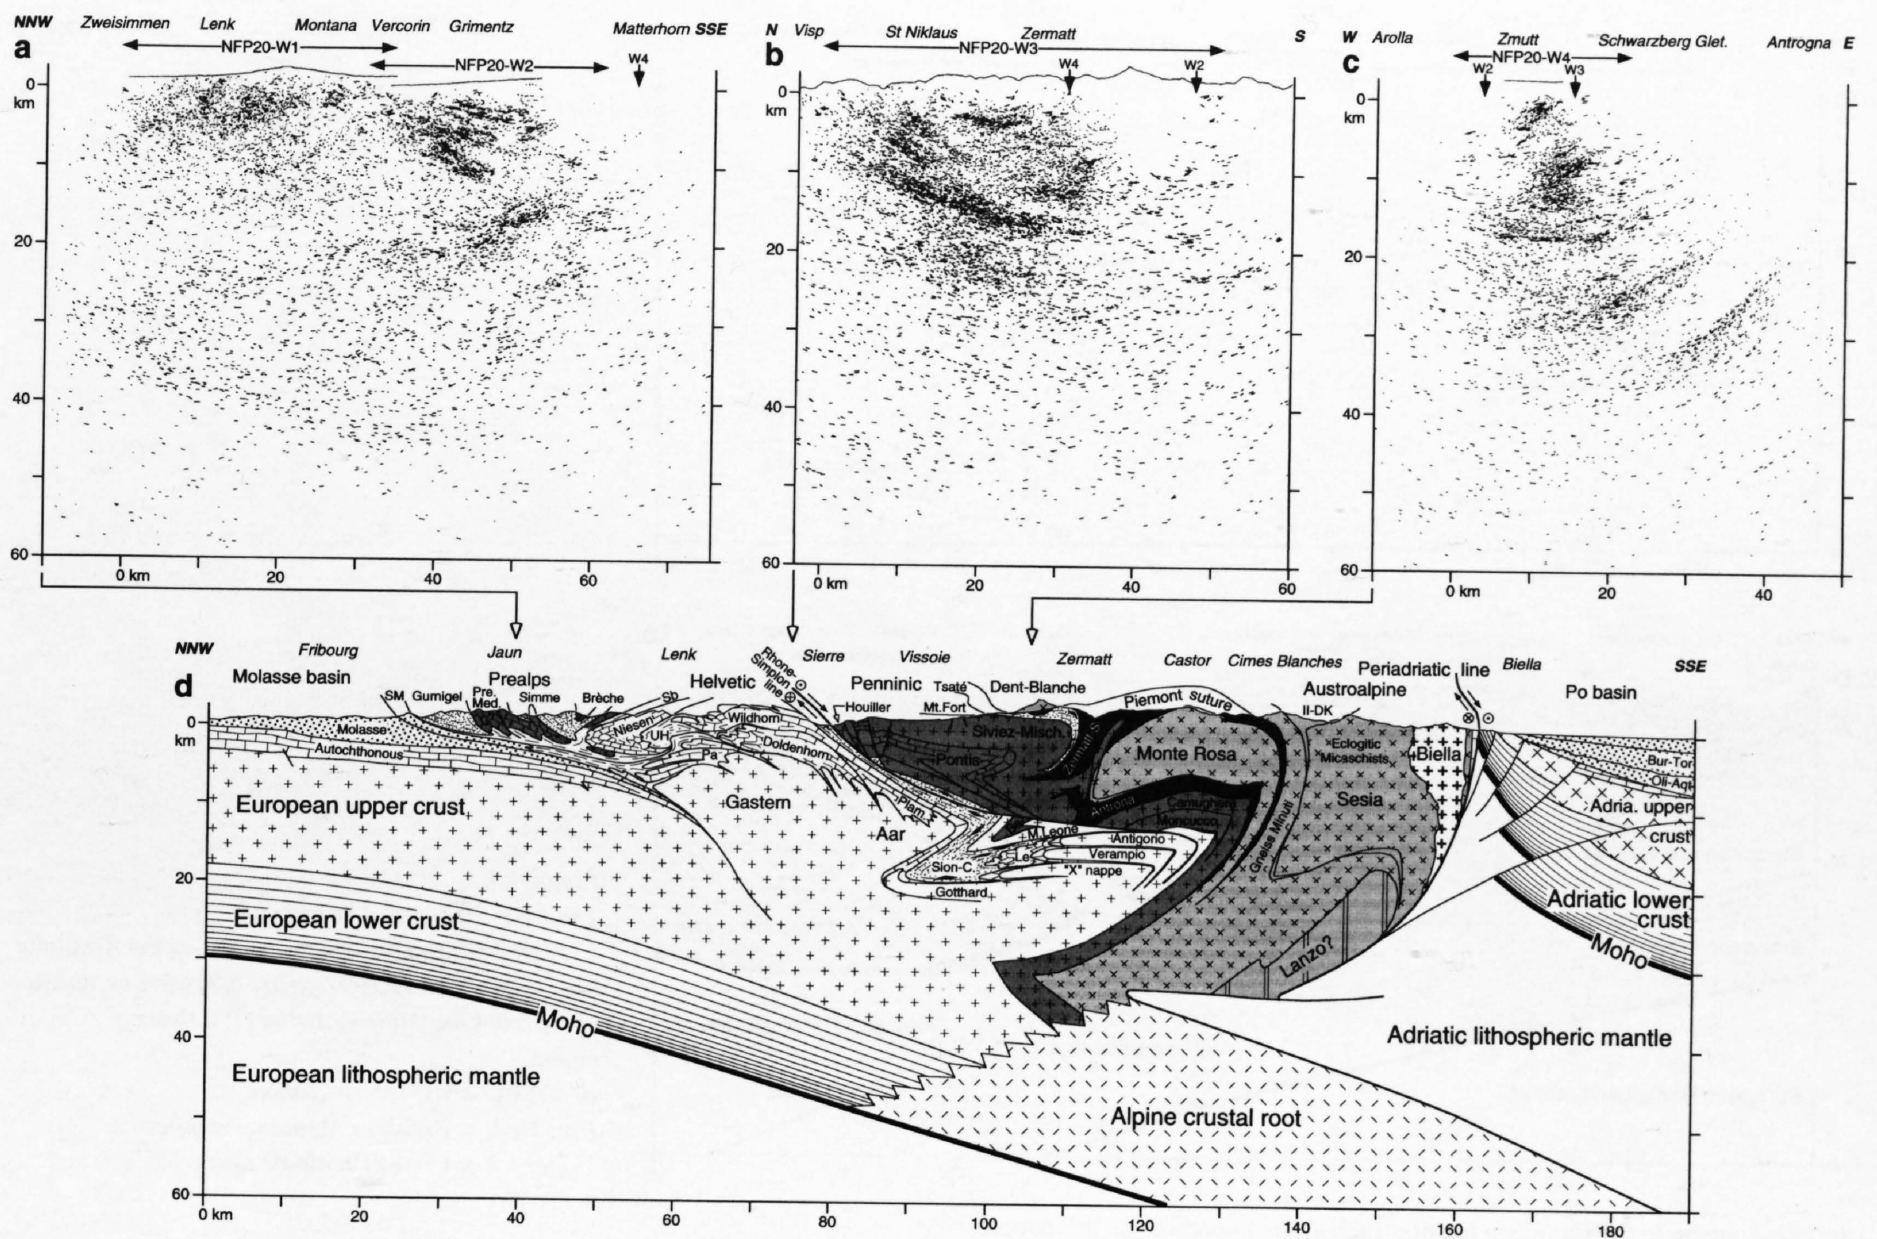 NNW Zweisimmen Lenk Montana Vercorin Grimentz Matterhorn SSE
a
NFP20-W1
NFP20-W2
W4
0
km
20
40
60
0 km 20 40 60
N Visp St Niklaus Zermatt S
b
NFP20-W3
W4
W2
0
km
20
40
60
0 km 20 40 60
W Arolla Zmutt Schwarzberg Glet. Antrogna E
c
NFP20-W4
W2
W3
0
km
20
40
60
0 km 20 40
NNW Fribourg Jaun Lenk Rhone-Simplon line Sierre Vissoie Zermatt Castor Cimes Blanches Periadriatic line Biella SSE
d
Molasse basin Prealps Helvetic Penninic Austroalpine Po basin
SM Gurnigel Pre. Med. Simme Brèche Sb Houiller Tsaté Mt.Fort Dent-Blanche Piemont suture II-DK
0
km
20
40
60
Molasse
Autochthonous
Niesen
UH
Wildhorn
Doldenhorn
Pa
Plam.
Siviez-Misch.
Pontis
Zermatt S.
Monte Rosa
Antrona
Camughera
Moncucco
M.Leone
Antigorio
Le
Verampio
"X" nappe
Sion-C.
Gotthard
Gneiss Minuti
Eclogitic
Micaschists
Biella
Sesia
Lanzo?
Bur-Tor
Oli-Aqt
Adria. upper
crust
Adriatic lower
crust
Moho
European upper crust
Gastern
Aar
European lower crust
Moho
European lithospheric mantle
Adriatic lithospheric mantle
Alpine crustal root
0 km 20 40 60 80 100 120 140 160 180